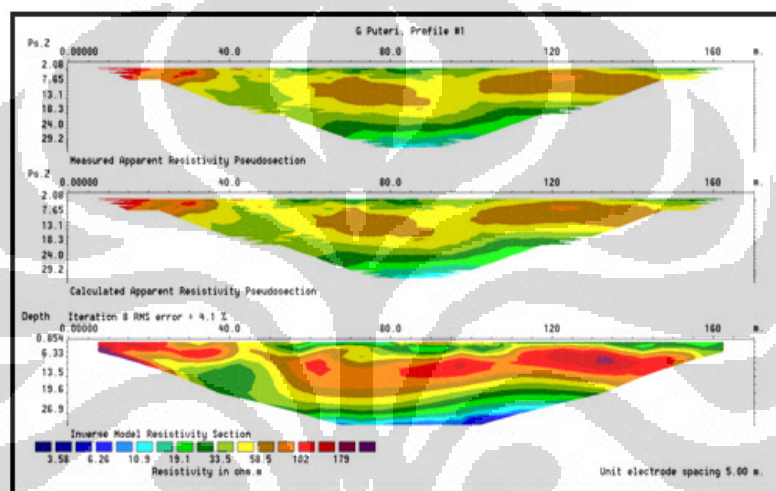 G Puteri, Profile #1
Ps.Z 0.00000 40.0 80.0 120 160 m.
2.08
7.65
13.1
18.3
24.0
29.2
Measured Apparent Resistivity Pseudosection
Ps.Z 0.00000 40.0 80.0 120 160 m.
2.08
7.65
13.1
18.3
24.0
29.2
Calculated Apparent Resistivity Pseudosection
Depth Iteration 8 RMS error = 4.1 %
0.00000 40.0 80.0 120 160 m.
0.854
6.33
13.5
19.6
26.9
Inverse Model Resistivity Section
3.58 6.26 10.9 19.1 33.5 58.5 102 179
Resistivity in ohm.m Unit electrode spacing 5.00 m.